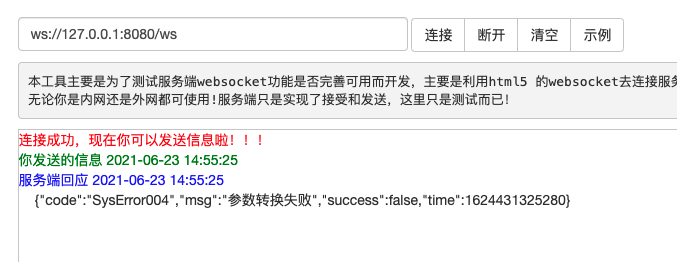 ws://127.0.0.1:8080/ws
连接 断开 清空 示例
本工具主要是为了测试服务端websocket功能是否完善可用而开发，主要是利用html5 的websocket去连接服务
无论你是内网还是外网都可使用!服务端只是实现了接受和发送，这里只是测试而已!
连接成功，现在你可以发送信息啦！！！
你发送的信息 2021-06-23 14:55:25
服务端回应 2021-06-23 14:55:25
{"code":"SysError004","msg":"参数转换失败","success":false,"time":1624431325280}